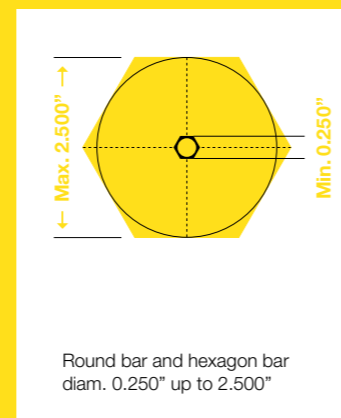 ← Max. 2.500” →
Min. 0.250”
Round bar and hexagon bar
diam. 0.250” up to 2.500”